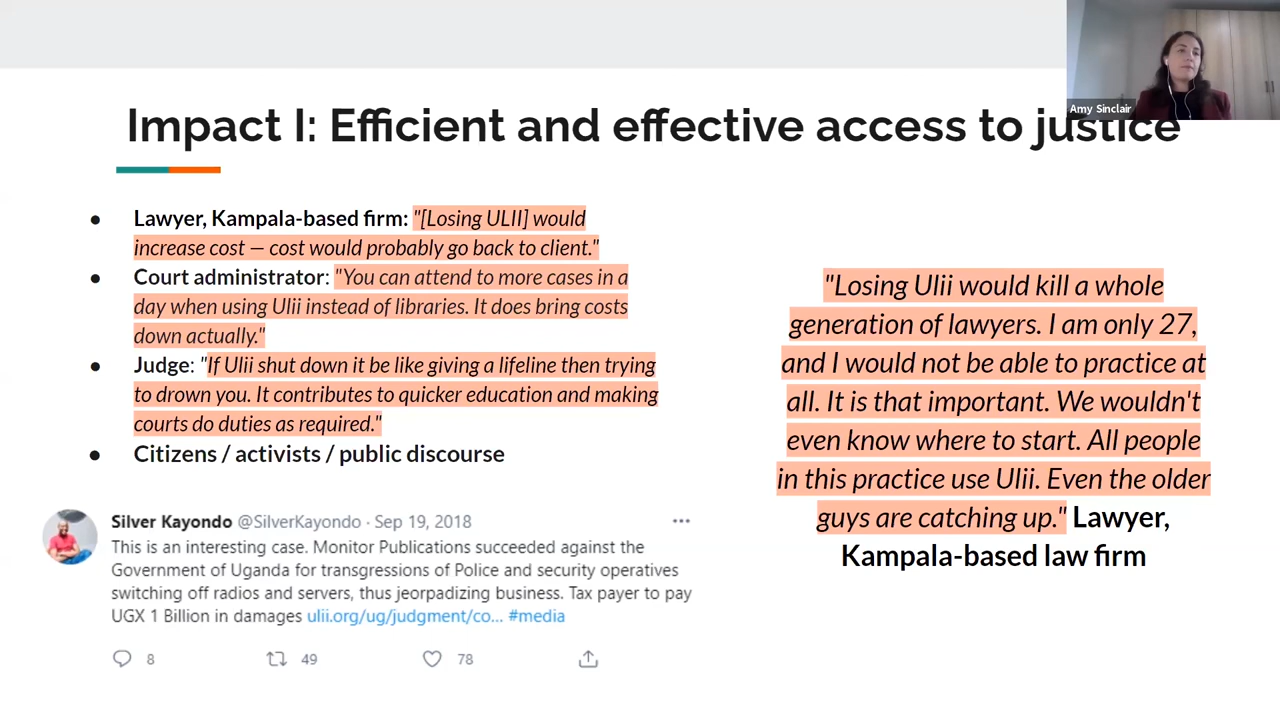 Amy Sinclair
Impact I: Efficient and effective access to justice
● Lawyer, Kampala-based firm: "[Losing ULII] would
increase cost — cost would probably go back to client."
● Court administrator: "You can attend to more cases in a
day when using Ulii instead of libraries. It does bring costs
down actually."
● Judge: "If Ulii shut down it be like giving a lifeline then trying
to drown you. It contributes to quicker education and making
courts do duties as required."
● Citizens / activists / public discourse
Silver Kayondo @SilverKayondo · Sep 19, 2018
This is an interesting case. Monitor Publications succeeded against the
Government of Uganda for transgressions of Police and security operatives
switching off radios and servers, thus jeorpadizing business. Tax payer to pay
UGX 1 Billion in damages ulii.org/ug/judgment/co... #media
8 49 78
"Losing Ulii would kill a whole
generation of lawyers. I am only 27,
and I would not be able to practice at
all. It is that important. We wouldn't
even know where to start. All people
in this practice use Ulii. Even the older
guys are catching up." Lawyer,
Kampala-based law firm